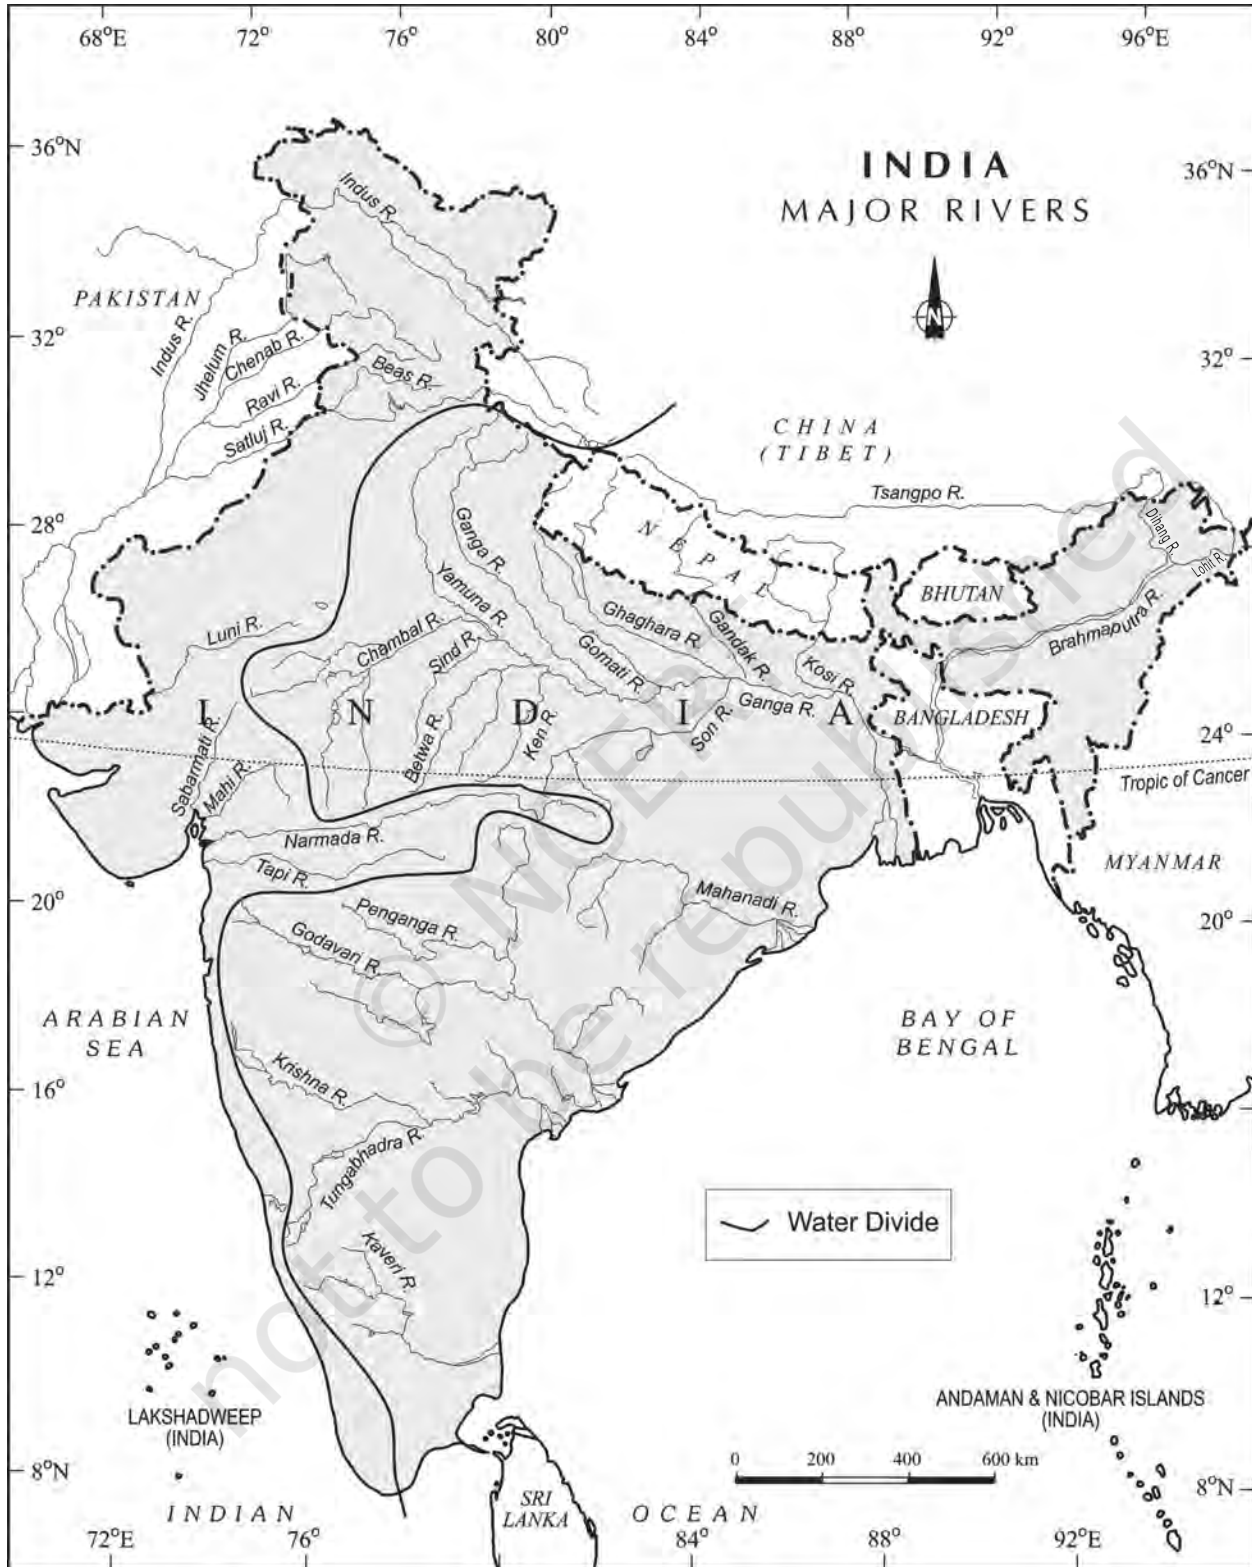 68°E 72° 76° 80° 84° 88° 92° 96°E
36°N
INDIA
MAJOR RIVERS
36°N
N
Indus R.
PAKISTAN
Indus R.
Jhelum R.
Chenab R.
Ravi R.
Satluj R.
Beas R.
32°
32°
CHINA
(TIBET)
Tsangpo R.
Dihang R.
Lohit R.
28°
28°
NEPAL
BHUTAN
Brahmaputra R.
Ganga R.
Yamuna R.
Ghaghara R.
Gandak R.
Gomati R.
Kosi R.
Luni R.
Chambal R.
Sind R.
I N D I A
Betwa R.
Ken R.
Son R.
Ganga R.
BANGLADESH
24°
Sabarmati R.
Mahi R.
Tropic of Cancer
Narmada R.
Tapi R.
MYANMAR
20°
20°
Mahanadi R.
Penganga R.
Godavari R.
ARABIAN
SEA
BAY OF
BENGAL
Krishna R.
16°
Tungabhadra R.
Water Divide
Kaveri R.
12°
12°
LAKSHADWEEP
(INDIA)
ANDAMAN & NICOBAR ISLANDS
(INDIA)
0 200 400 600 km
8°N
8°N
SRI
LANKA
INDIAN OCEAN
72°E 76° 84° 88° 92°E
© NCERT
not to be republished